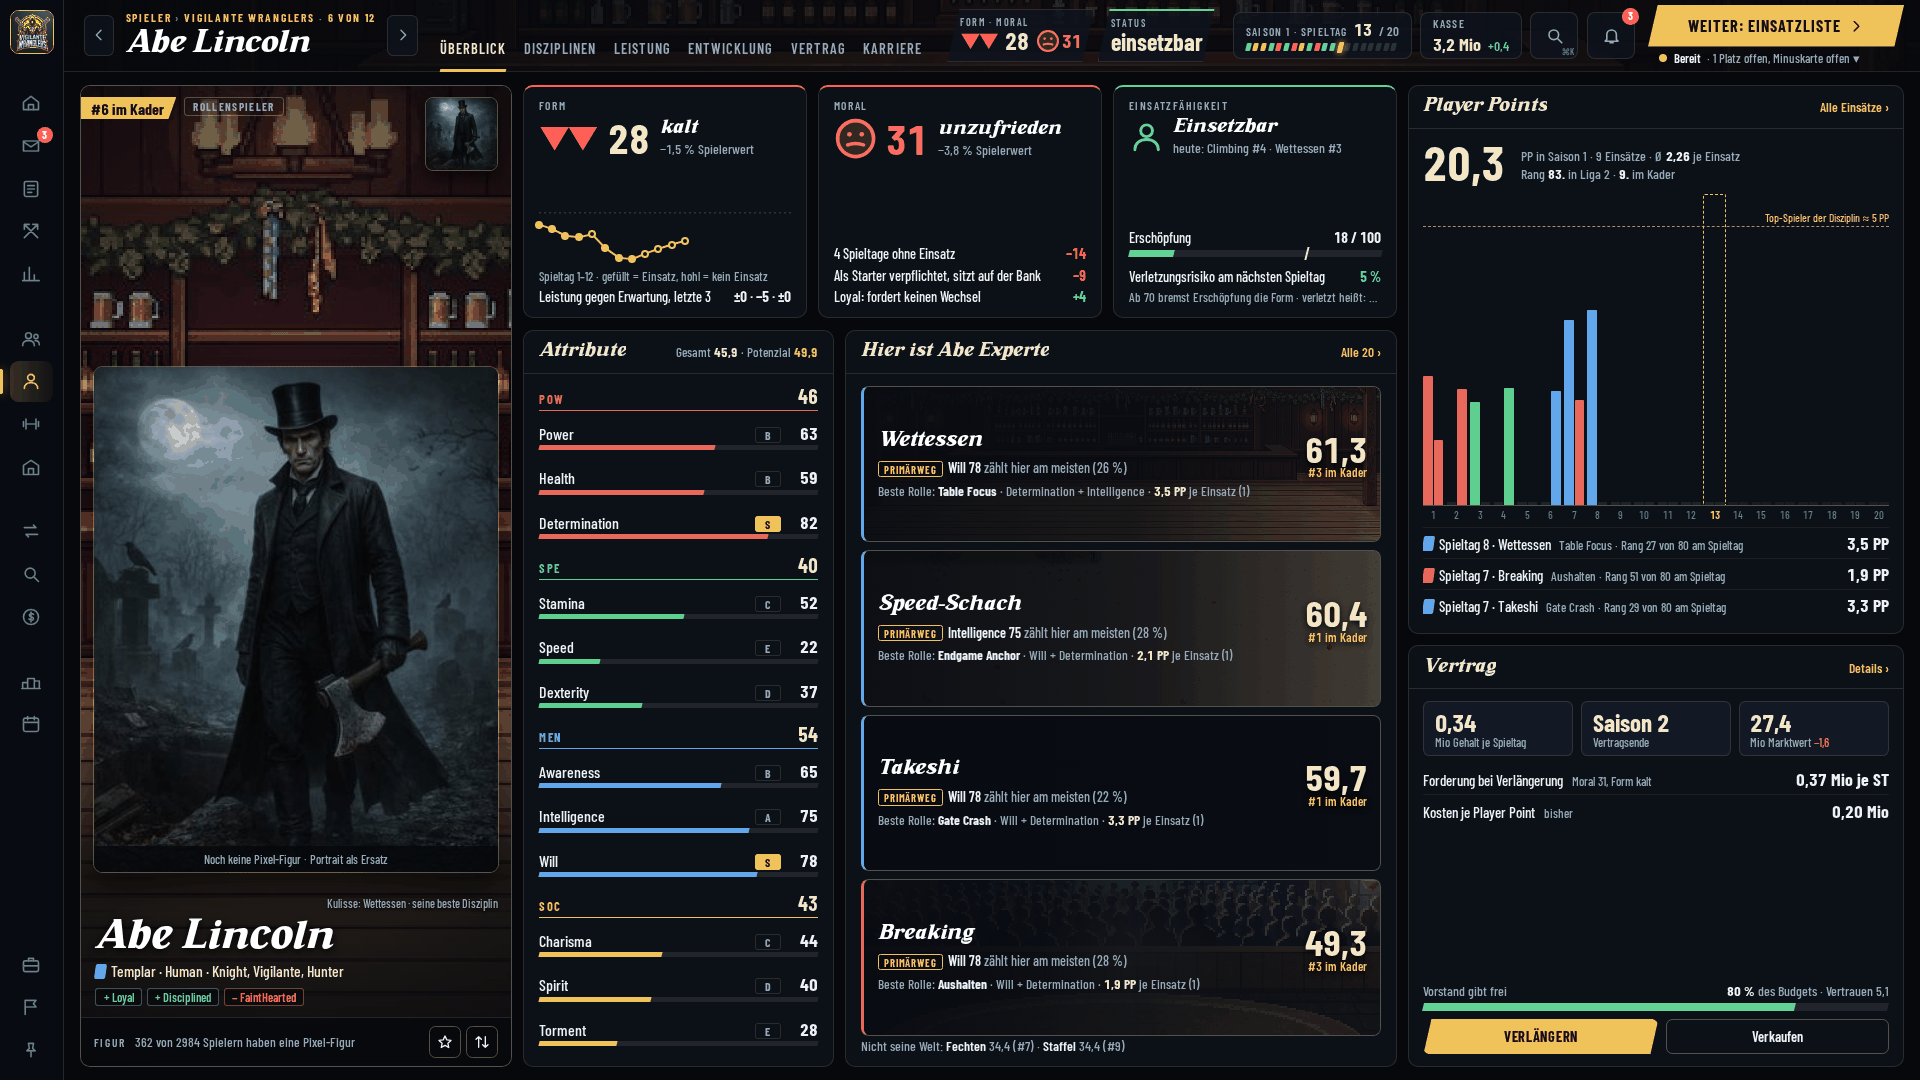 SPIELER › VIGILANTE WRANGLERS · 6 VON 12
Abe Lincoln
ÜBERBLICK
DISZIPLINEN
LEISTUNG
ENTWICKLUNG
VERTRAG
KARRIERE
FORM · MORAL
28 31
STATUS
einsetzbar
SAISON 1 · SPIELTAG 13 / 20
KASSE
3,2 Mio +0,4
⌘K
3
WEITER: EINSATZLISTE
Bereit · 1 Platz offen, Minuskarte offen ▾
3
#6 im Kader
ROLLENSPIELER
Noch keine Pixel-Figur · Portrait als Ersatz
Kulisse: Wettessen · seine beste Disziplin
Abe Lincoln
Templar · Human · Knight, Vigilante, Hunter
+ Loyal
+ Disciplined
− FaintHearted
FIGUR 362 von 2984 Spielern haben eine Pixel-Figur
FORM
28 kalt
−1,5 % Spielerwert
Spieltag 1–12 · gefüllt = Einsatz, hohl = kein Einsatz
Leistung gegen Erwartung, letzte 3 ±0 · −5 · ±0
MORAL
31 unzufrieden
−3,8 % Spielerwert
4 Spieltage ohne Einsatz −14
Als Starter verpflichtet, sitzt auf der Bank −9
Loyal: fordert keinen Wechsel +4
EINSATZFÄHIGKEIT
Einsetzbar
heute: Climbing #4 · Wettessen #3
Erschöpfung 18 / 100
Verletzungsrisiko am nächsten Spieltag 5 %
Ab 70 bremst Erschöpfung die Form · verletzt heißt: ...
Attribute
Gesamt 45,9 · Potenzial 49,9
POW 46
Power B 63
Health B 59
Determination S 82
SPE 40
Stamina C 52
Speed E 22
Dexterity D 37
MEN 54
Awareness B 65
Intelligence A 75
Will S 78
SOC 43
Charisma C 44
Spirit D 40
Torment E 28
Hier ist Abe Experte
Alle 20 ›
Wettessen
PRIMÄRWEG Will 78 zählt hier am meisten (26 %)
Beste Rolle: Table Focus · Determination + Intelligence · 3,5 PP je Einsatz (1)
61,3
#3 im Kader
Speed-Schach
PRIMÄRWEG Intelligence 75 zählt hier am meisten (28 %)
Beste Rolle: Endgame Anchor · Will + Determination · 2,1 PP je Einsatz (1)
60,4
#1 im Kader
Takeshi
PRIMÄRWEG Will 78 zählt hier am meisten (22 %)
Beste Rolle: Gate Crash · Will + Determination · 3,3 PP je Einsatz (1)
59,7
#1 im Kader
Breaking
PRIMÄRWEG Will 78 zählt hier am meisten (28 %)
Beste Rolle: Aushalten · Will + Determination · 1,9 PP je Einsatz (1)
49,3
#3 im Kader
Nicht seine Welt: Fechten 34,4 (#7) · Staffel 34,4 (#9)
Player Points
Alle Einsätze ›
20,3
PP in Saison 1 · 9 Einsätze · Ø 2,26 je Einsatz
Rang 83. in Liga 2 · 9. im Kader
Top-Spieler der Disziplin ≈ 5 PP
1 2 3 4 5 6 7 8 9 10 11 12 13 14 15 16 17 18 19 20
Spieltag 8 · Wettessen Table Focus · Rang 27 von 80 am Spieltag 3,5 PP
Spieltag 7 · Breaking Aushalten · Rang 51 von 80 am Spieltag 1,9 PP
Spieltag 7 · Takeshi Gate Crash · Rang 29 von 80 am Spieltag 3,3 PP
Vertrag
Details ›
0,34
Mio Gehalt je Spieltag
Saison 2
Vertragsende
27,4
Mio Marktwert −1,6
Forderung bei Verlängerung Moral 31, Form kalt 0,37 Mio je ST
Kosten je Player Point bisher 0,20 Mio
Vorstand gibt frei 80 % des Budgets · Vertrauen 5,1
VERLÄNGERN
Verkaufen